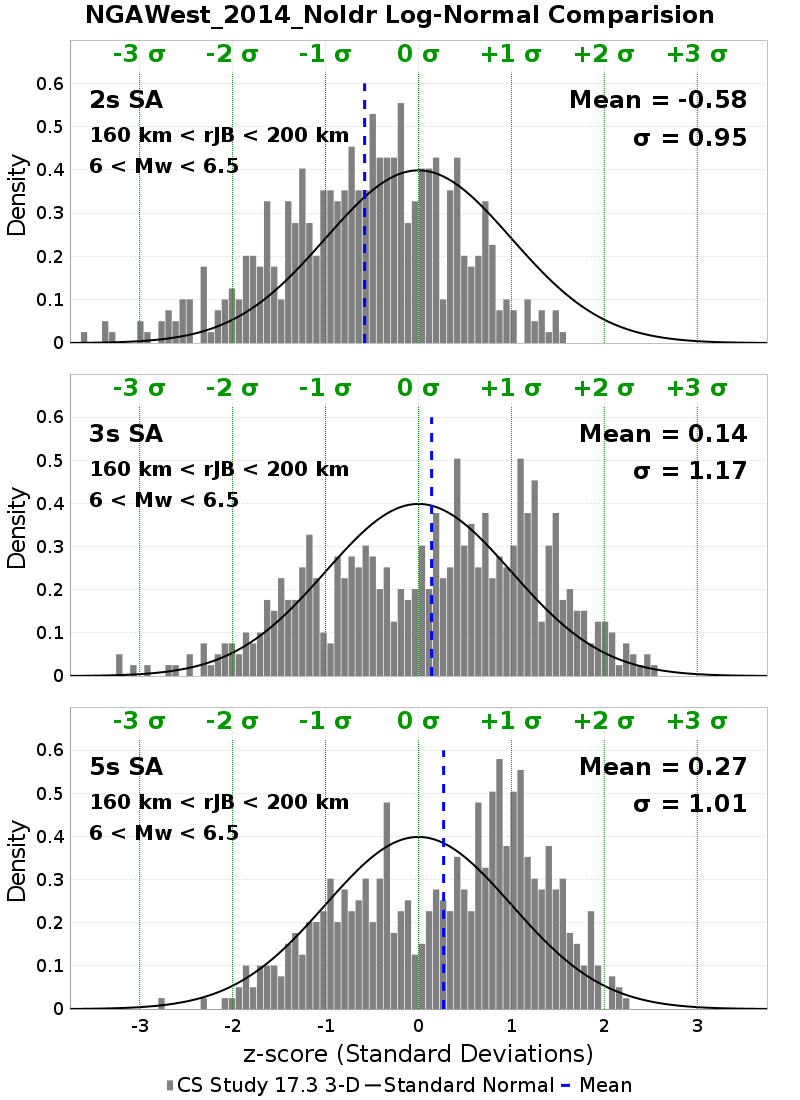 NGAWest_2014_NoIdr Log-Normal Comparision
-3 σ -2 σ -1 σ 0 σ +1 σ +2 σ +3 σ
0.6
2s SA Mean = -0.58
0.5
160 km < rJB < 200 km σ = 0.95
6 < Mw < 6.5
0.4
Density
0.3
0.2
0.1
0
-3 σ -2 σ -1 σ 0 σ +1 σ +2 σ +3 σ
0.6
3s SA Mean = 0.14
0.5
160 km < rJB < 200 km σ = 1.17
6 < Mw < 6.5
0.4
Density
0.3
0.2
0.1
0
-3 σ -2 σ -1 σ 0 σ +1 σ +2 σ +3 σ
0.6
5s SA Mean = 0.27
0.5
160 km < rJB < 200 km σ = 1.01
6 < Mw < 6.5
0.4
Density
0.3
0.2
0.1
0
-3 -2 -1 0 1 2 3
z-score (Standard Deviations)
CS Study 17.3 3-D Standard Normal Mean